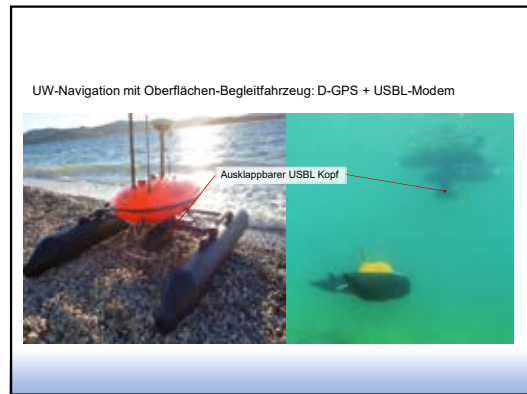 UW-Navigation mit Oberflächen-Begleitfahrzeug: D-GPS + USBL-Modem
Ausklappbarer USBL Kopf